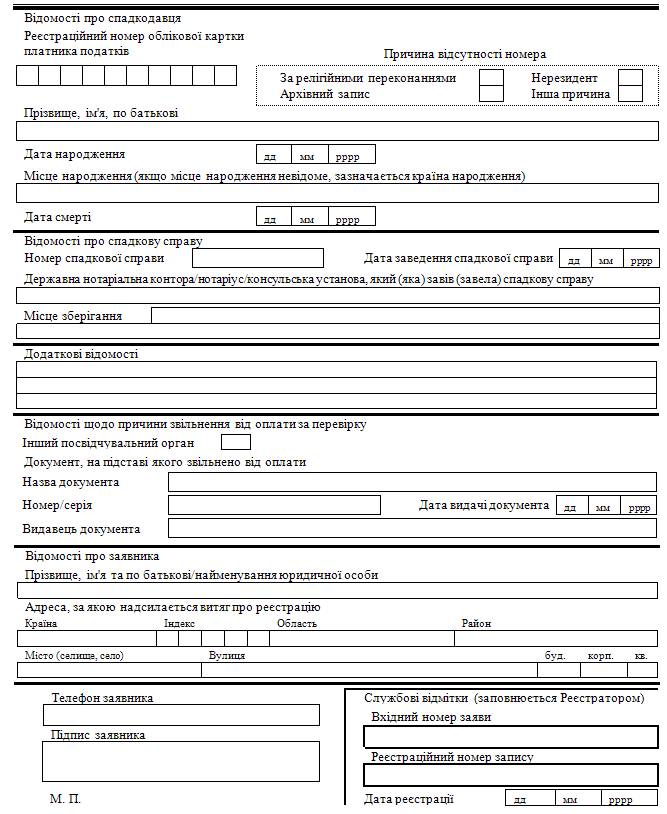 Відомості про спадкодавця
Реєстраційний номер облікової картки
платника податків
Причина відсутності номера
За релігійними переконаннями
Нерезидент
Архівний запис
Інша причина
Прізвище, ім'я, по батькові
Дата народження
дд мм рррр
Місце народження (якщо місце народження невідоме, зазначається країна народження)
Дата смерті
дд мм рррр
Відомості про спадкову справу
Номер спадкової справи
Дата заведення спадкової справи
дд мм рррр
Державна нотаріальна контора/нотаріус/консульська установа, який (яка) завів (завела) спадкову справу
Місце зберігання
Додаткові відомості
Відомості щодо причини звільнення від оплати за перевірку
Інший посвідчувальний орган
Документ, на підставі якого звільнено від оплати
Назва документа
Номер/серія
Дата видачі документа
дд мм рррр
Видавець документа
Відомості про заявника
Прізвище, ім'я та по батькові/найменування юридичної особи
Адреса, за якою надсилається витяг про реєстрацію
Країна Індекс Область Район
Місто (селище, село) Вулиця буд. корп. кв.
Телефон заявника
Підпис заявника
М. П.
Службові відмітки (заповнюється Реєстратором)
Вхідний номер заяви
Реєстраційний номер запису
Дата реєстрації
дд мм рррр